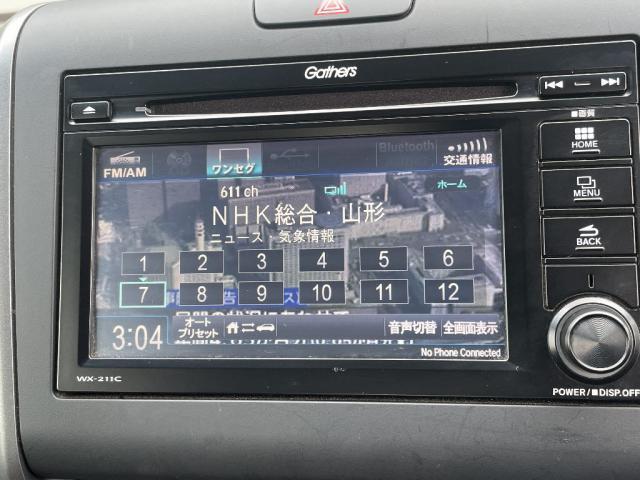 Gathers
■画質
HOME
MENU
BACK
POWER/■DISP.OFF
WX-211C
FM/AM
ワンセグ
Bluetooth
交通情報
611 ch
ホーム
NHK総合・山形
ニュース・気象情報
1 2 3 4 5 6
7 8 9 10 11 12
3:04
オート
プリセット
音声切替 全画面表示
No Phone Connected